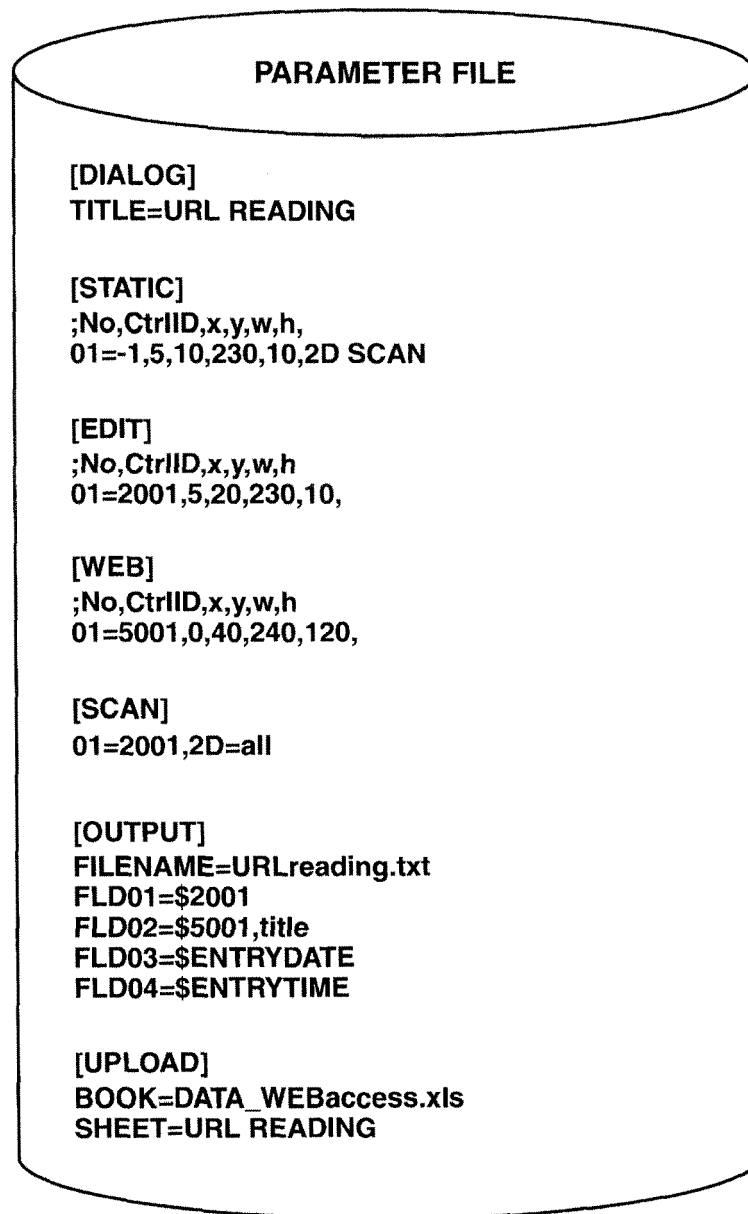 PARAMETER FILE
[DIALOG]
TITLE=URL READING
[STATIC]
;No,CtrlID,x,y,w,h,
01=-1,5,10,230,10,2D SCAN
[EDIT]
;No,CtrlID,x,y,w,h
01=2001,5,20,230,10,
[WEB]
;No,CtrlID,x,y,w,h
01=5001,0,40,240,120,
[SCAN]
01=2001,2D=all
[OUTPUT]
FILENAME=URLreading.txt
FLD01=$2001
FLD02=$5001,title
FLD03=$ENTRYDATE
FLD04=$ENTRYTIME
[UPLOAD]
BOOK=DATA_WEBaccess.xls
SHEET=URL READING